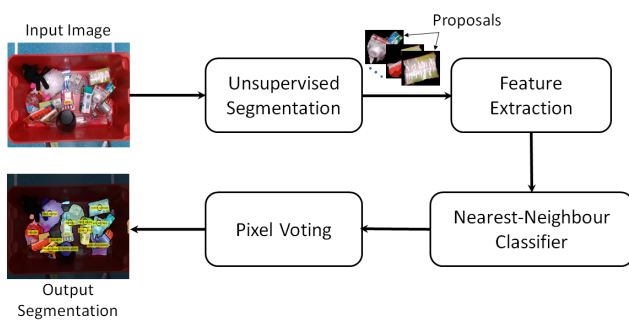 Input Image
Proposals
Unsupervised
Segmentation
Feature
Extraction
Nearest-Neighbour
Classifier
Pixel Voting
Output
Segmentation